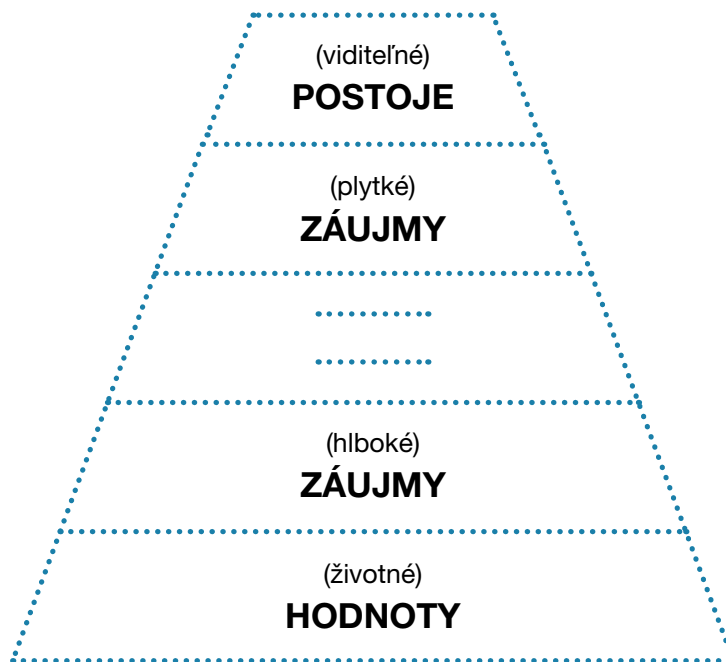 (viditeľné)
POSTOJE
(plytké)
ZÁUJMY
(hlboké)
ZÁUJMY
(životné)
HODNOTY